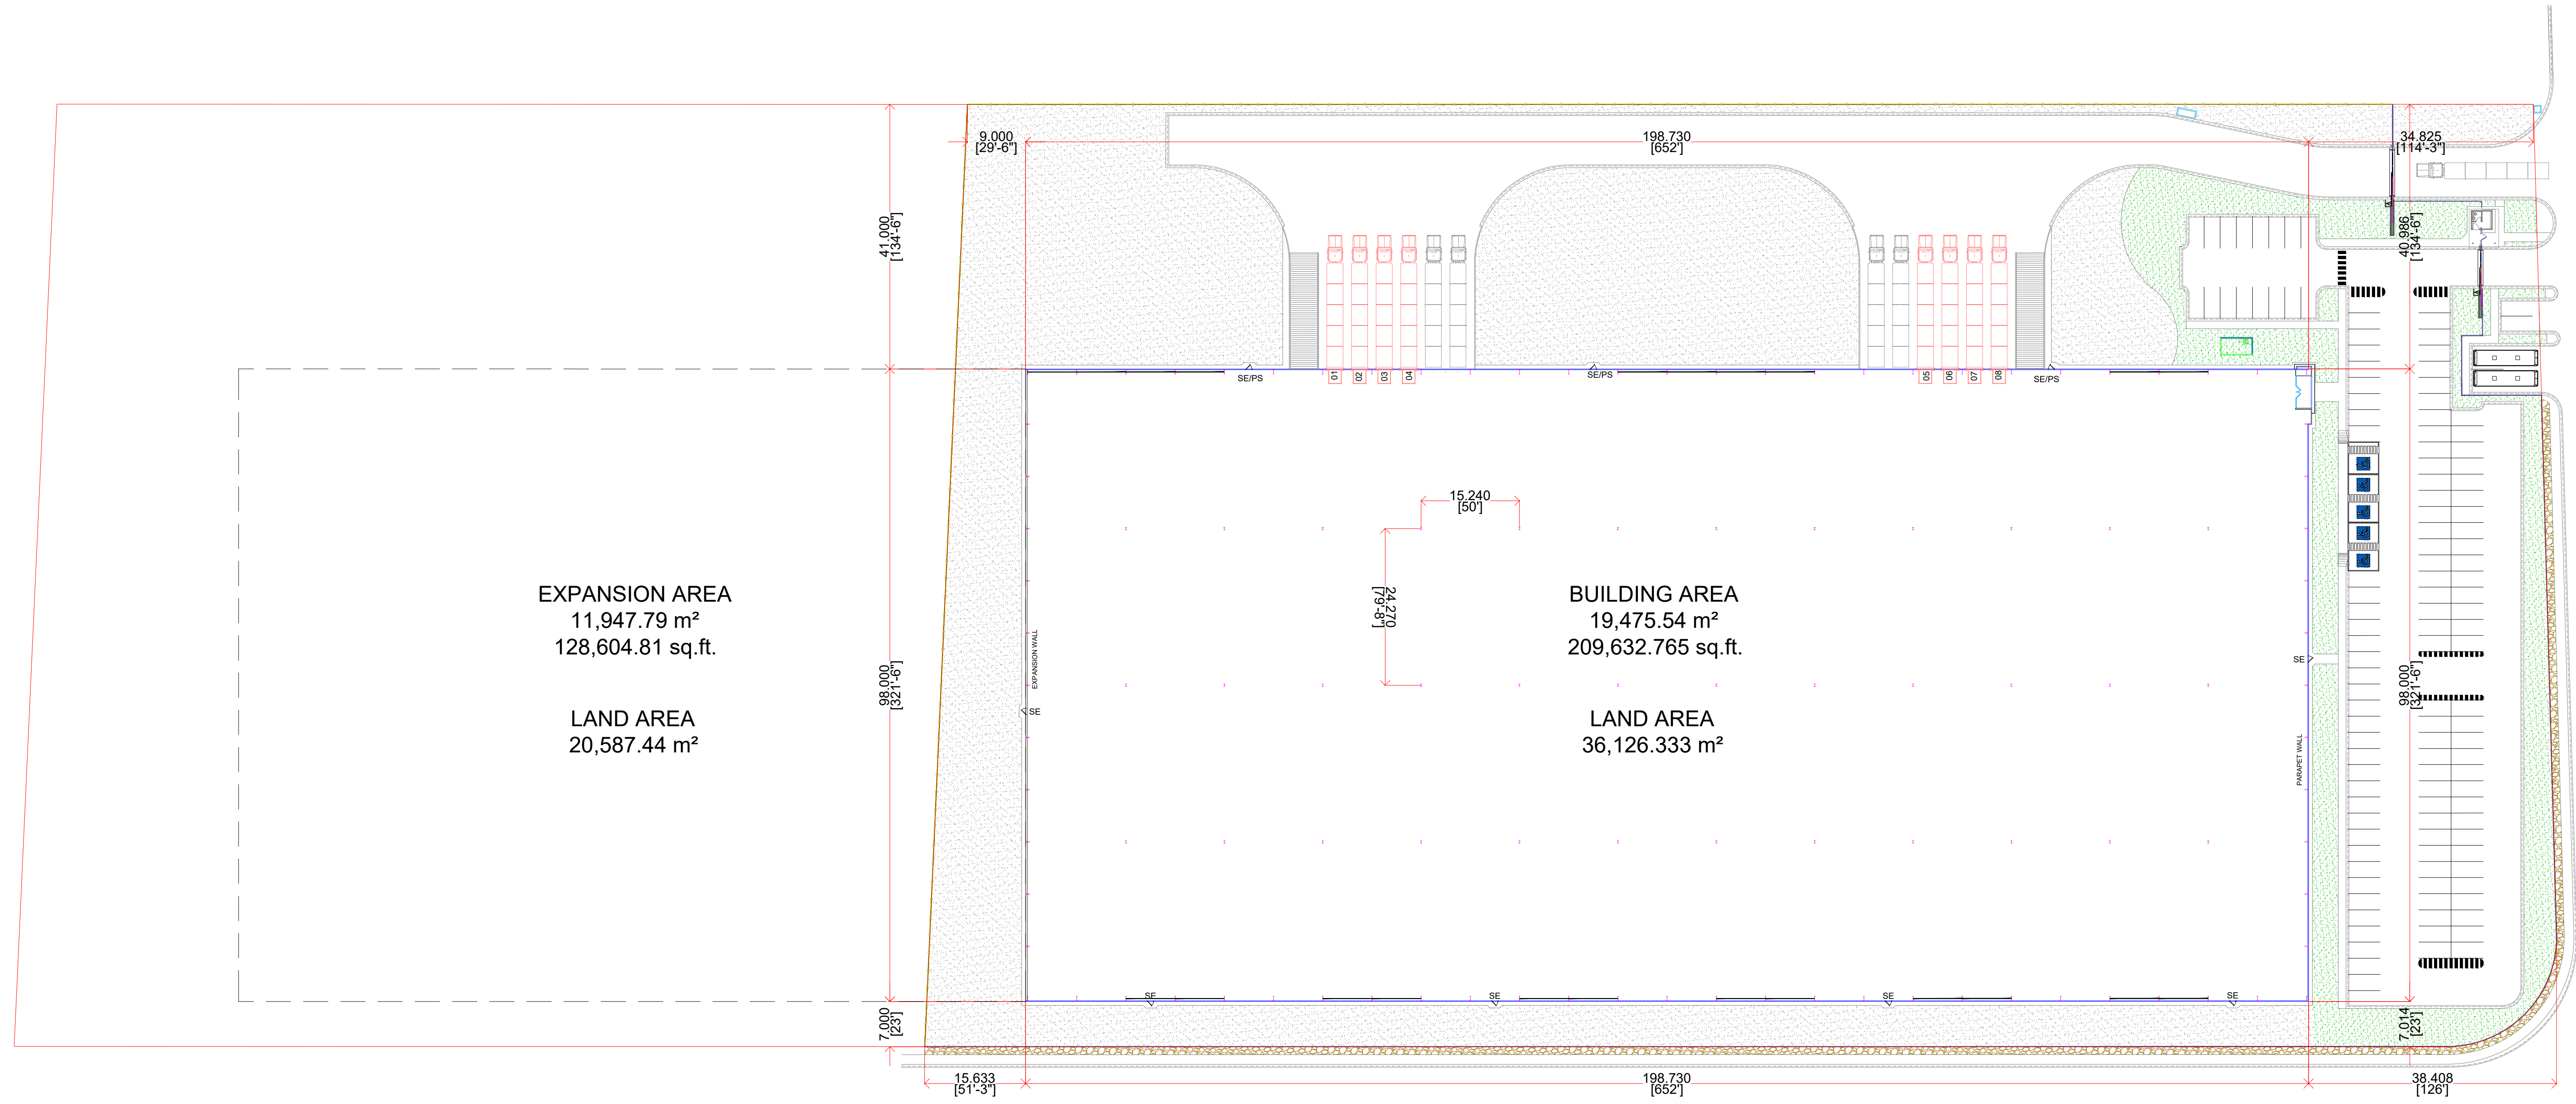 9.000
[29'-6"]
198.730
[652']
34.825
[114'-3"]
41.000
[134'-6"]
40.986
[134'-6"]
SE/PS
01
02
03
04
SE/PS
05
06
07
08
SE/PS
15.240
[50']
24.270
[79'-8"]
EXPANSION AREA
11,947.79 m²
128,604.81 sq.ft.
LAND AREA
20,587.44 m²
BUILDING AREA
19,475.54 m²
209,632.765 sq.ft.
LAND AREA
36,126.333 m²
EXPANSION WALL
SE
SE
PARAPET WALL
98.000
[321'-6"]
98.000
[321'-6"]
SE
SE
SE
SE
7.000
[23']
7.014
[23']
15.633
[51'-3"]
198.730
[652']
38.408
[126']